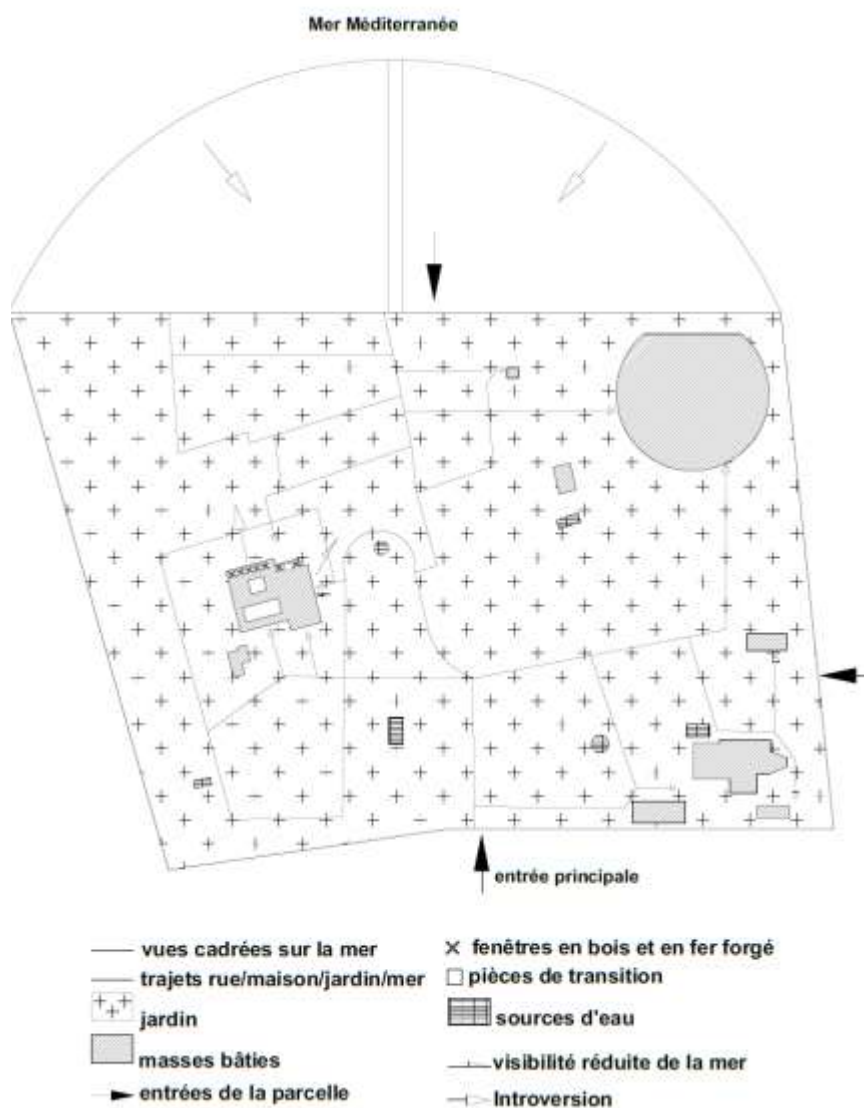 Mer Méditerranée
entrée principale
vues cadrées sur la mer
trajets rue/maison/jardin/mer
jardin
masses bâties
entrées de la parcelle
fenêtres en bois et en fer forgé
pièces de transition
sources d'eau
visibilité réduite de la mer
Introversion